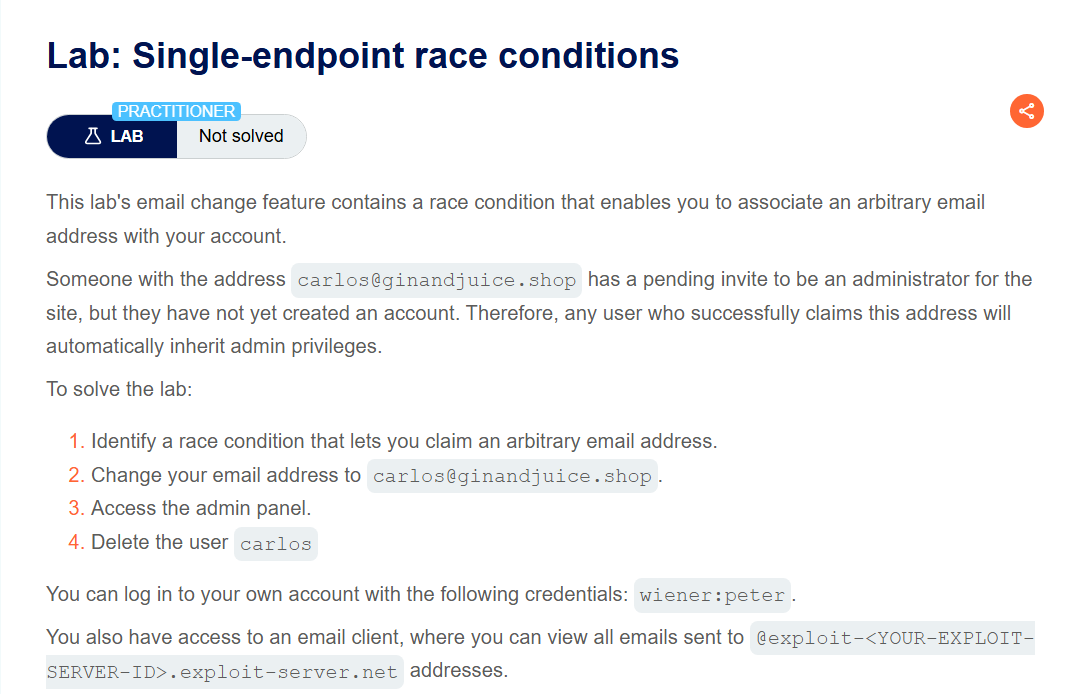 Lab: Single-endpoint race conditions
PRACTITIONER
LAB
Not solved
This lab's email change feature contains a race condition that enables you to associate an arbitrary email
address with your account.
Someone with the address carlos@ginandjuice.shop has a pending invite to be an administrator for the
site, but they have not yet created an account. Therefore, any user who successfully claims this address will
automatically inherit admin privileges.
To solve the lab:
1. Identify a race condition that lets you claim an arbitrary email address.
2. Change your email address to carlos@ginandjuice.shop.
3. Access the admin panel.
4. Delete the user carlos
You can log in to your own account with the following credentials: wiener:peter.
You also have access to an email client, where you can view all emails sent to @exploit-<YOUR-EXPLOIT-
SERVER-ID>.exploit-server.net addresses.